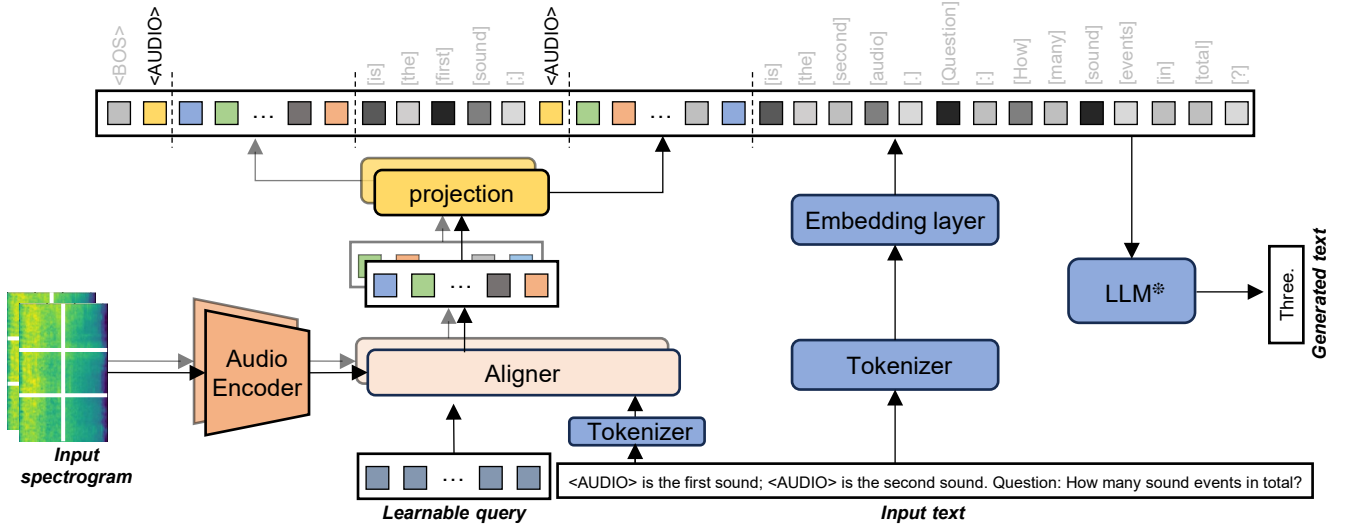 <BOS>
<AUDIO>
[is]
[the]
[first]
[sound]
[;]
<AUDIO>
[is]
[the]
[second]
[audio]
[.]
[Question]
[:]
[How]
[many]
[sound]
[events]
[in]
[total]
[?]
...
...
projection
Embedding layer
...
LLM❊
Three.
Generated text
Audio
Encoder
Aligner
Tokenizer
Tokenizer
Input
spectrogram
...
<AUDIO> is the first sound; <AUDIO> is the second sound. Question: How many sound events in total?
Learnable query
Input text